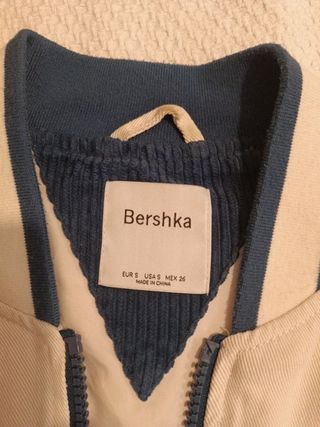 Bershka
EUR S USA S MEX 26
MADE IN CHINA